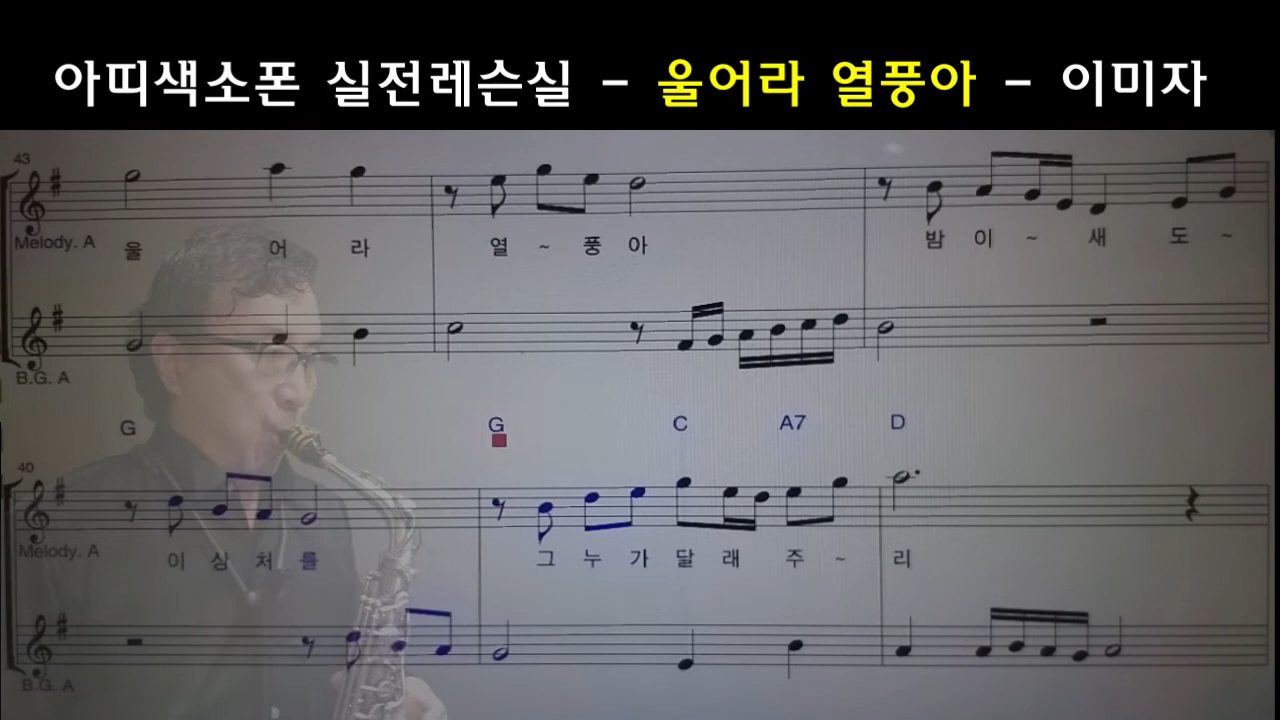 아띠색소폰 실전레슨실 - 울어라 열풍아 - 이미자
43
Melody. A
울 어 라 열 ~ 풍 아 밤 이 ~ 새 도 ~
B.G. A
G G C A7 D
40
Melody. A
이 상 처 를 그 누 가 달 래 주 ~ 리
B.G. A